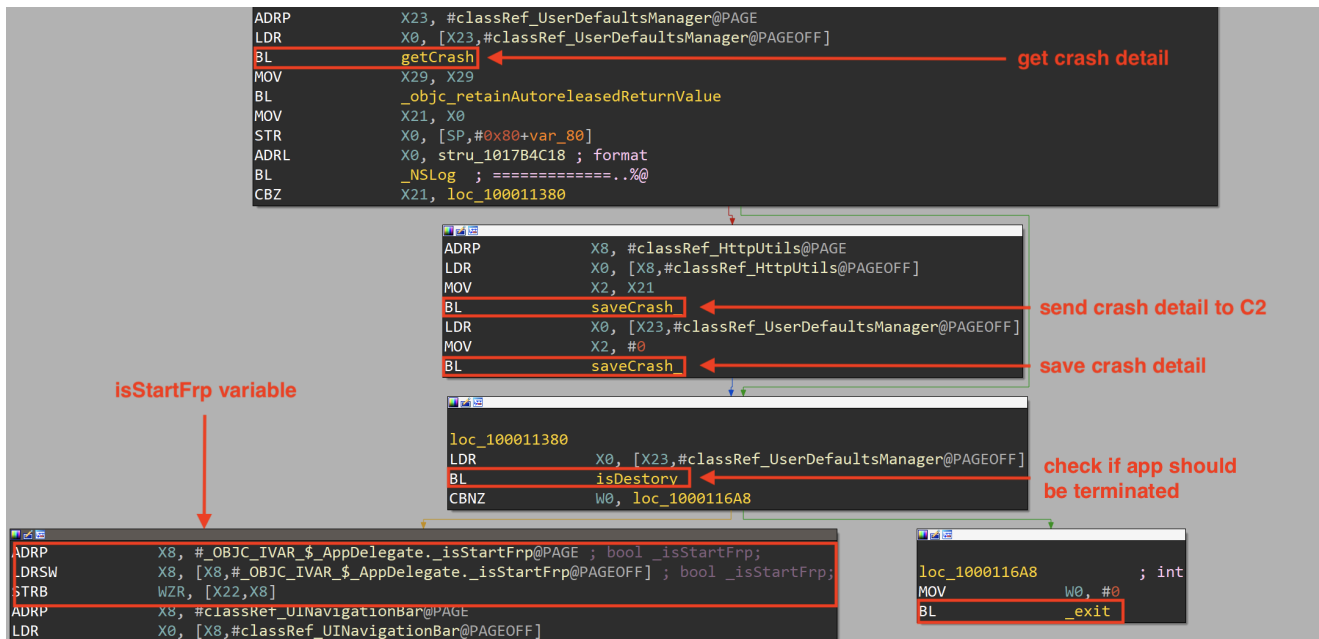 ADRP X23, #classRef_UserDefaultsManager@PAGE
LDR X0, [X23,#classRef_UserDefaultsManager@PAGEOFF]
BL getCrash
get crash detail
MOV X29, X29
BL _objc_retainAutoreleasedReturnValue
MOV X21, X0
STR X0, [SP,#0x80+var_80]
ADRL X0, stru_1017B4C18 ; format
BL _NSLog ; =============..%@
CBZ X21, loc_100011380
ADRP X8, #classRef_HttpUtils@PAGE
LDR X0, [X8,#classRef_HttpUtils@PAGEOFF]
MOV X2, X21
BL saveCrash_
send crash detail to C2
LDR X0, [X23,#classRef_UserDefaultsManager@PAGEOFF]
MOV X2, #0
BL saveCrash_
save crash detail
isStartFrp variable
loc_100011380
LDR X0, [X23,#classRef_UserDefaultsManager@PAGEOFF]
BL isDestory
CBNZ W0, loc_1000116A8
check if app should
be terminated
ADRP X8, #_OBJC_IVAR_$_AppDelegate._isStartFrp@PAGE ; bool _isStartFrp;
LDRSW X8, [X8,#_OBJC_IVAR_$_AppDelegate._isStartFrp@PAGEOFF] ; bool _isStartFrp;
STRB WZR, [X22,X8]
ADRP X8, #classRef_UINavigationBar@PAGE
LDR X0, [X8,#classRef_UINavigationBar@PAGEOFF]
loc_1000116A8 ; int
MOV W0, #0
BL _exit